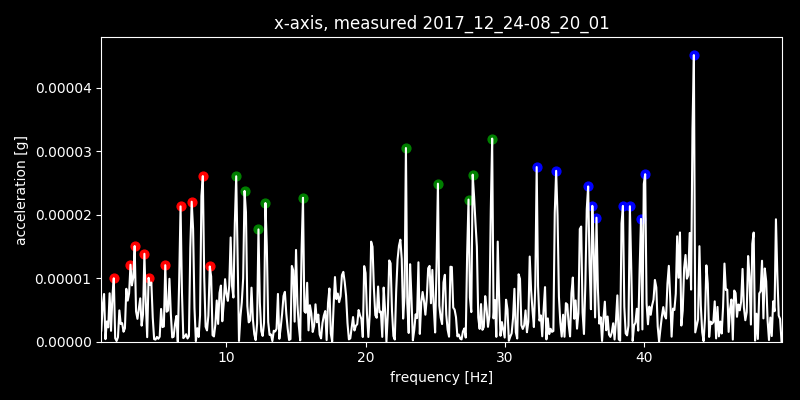 x-axis, measured 2017_12_24-08_20_01
acceleration [g]
0.00004
0.00003
0.00002
0.00001
0.00000
10 20 30 40
frequency [Hz]